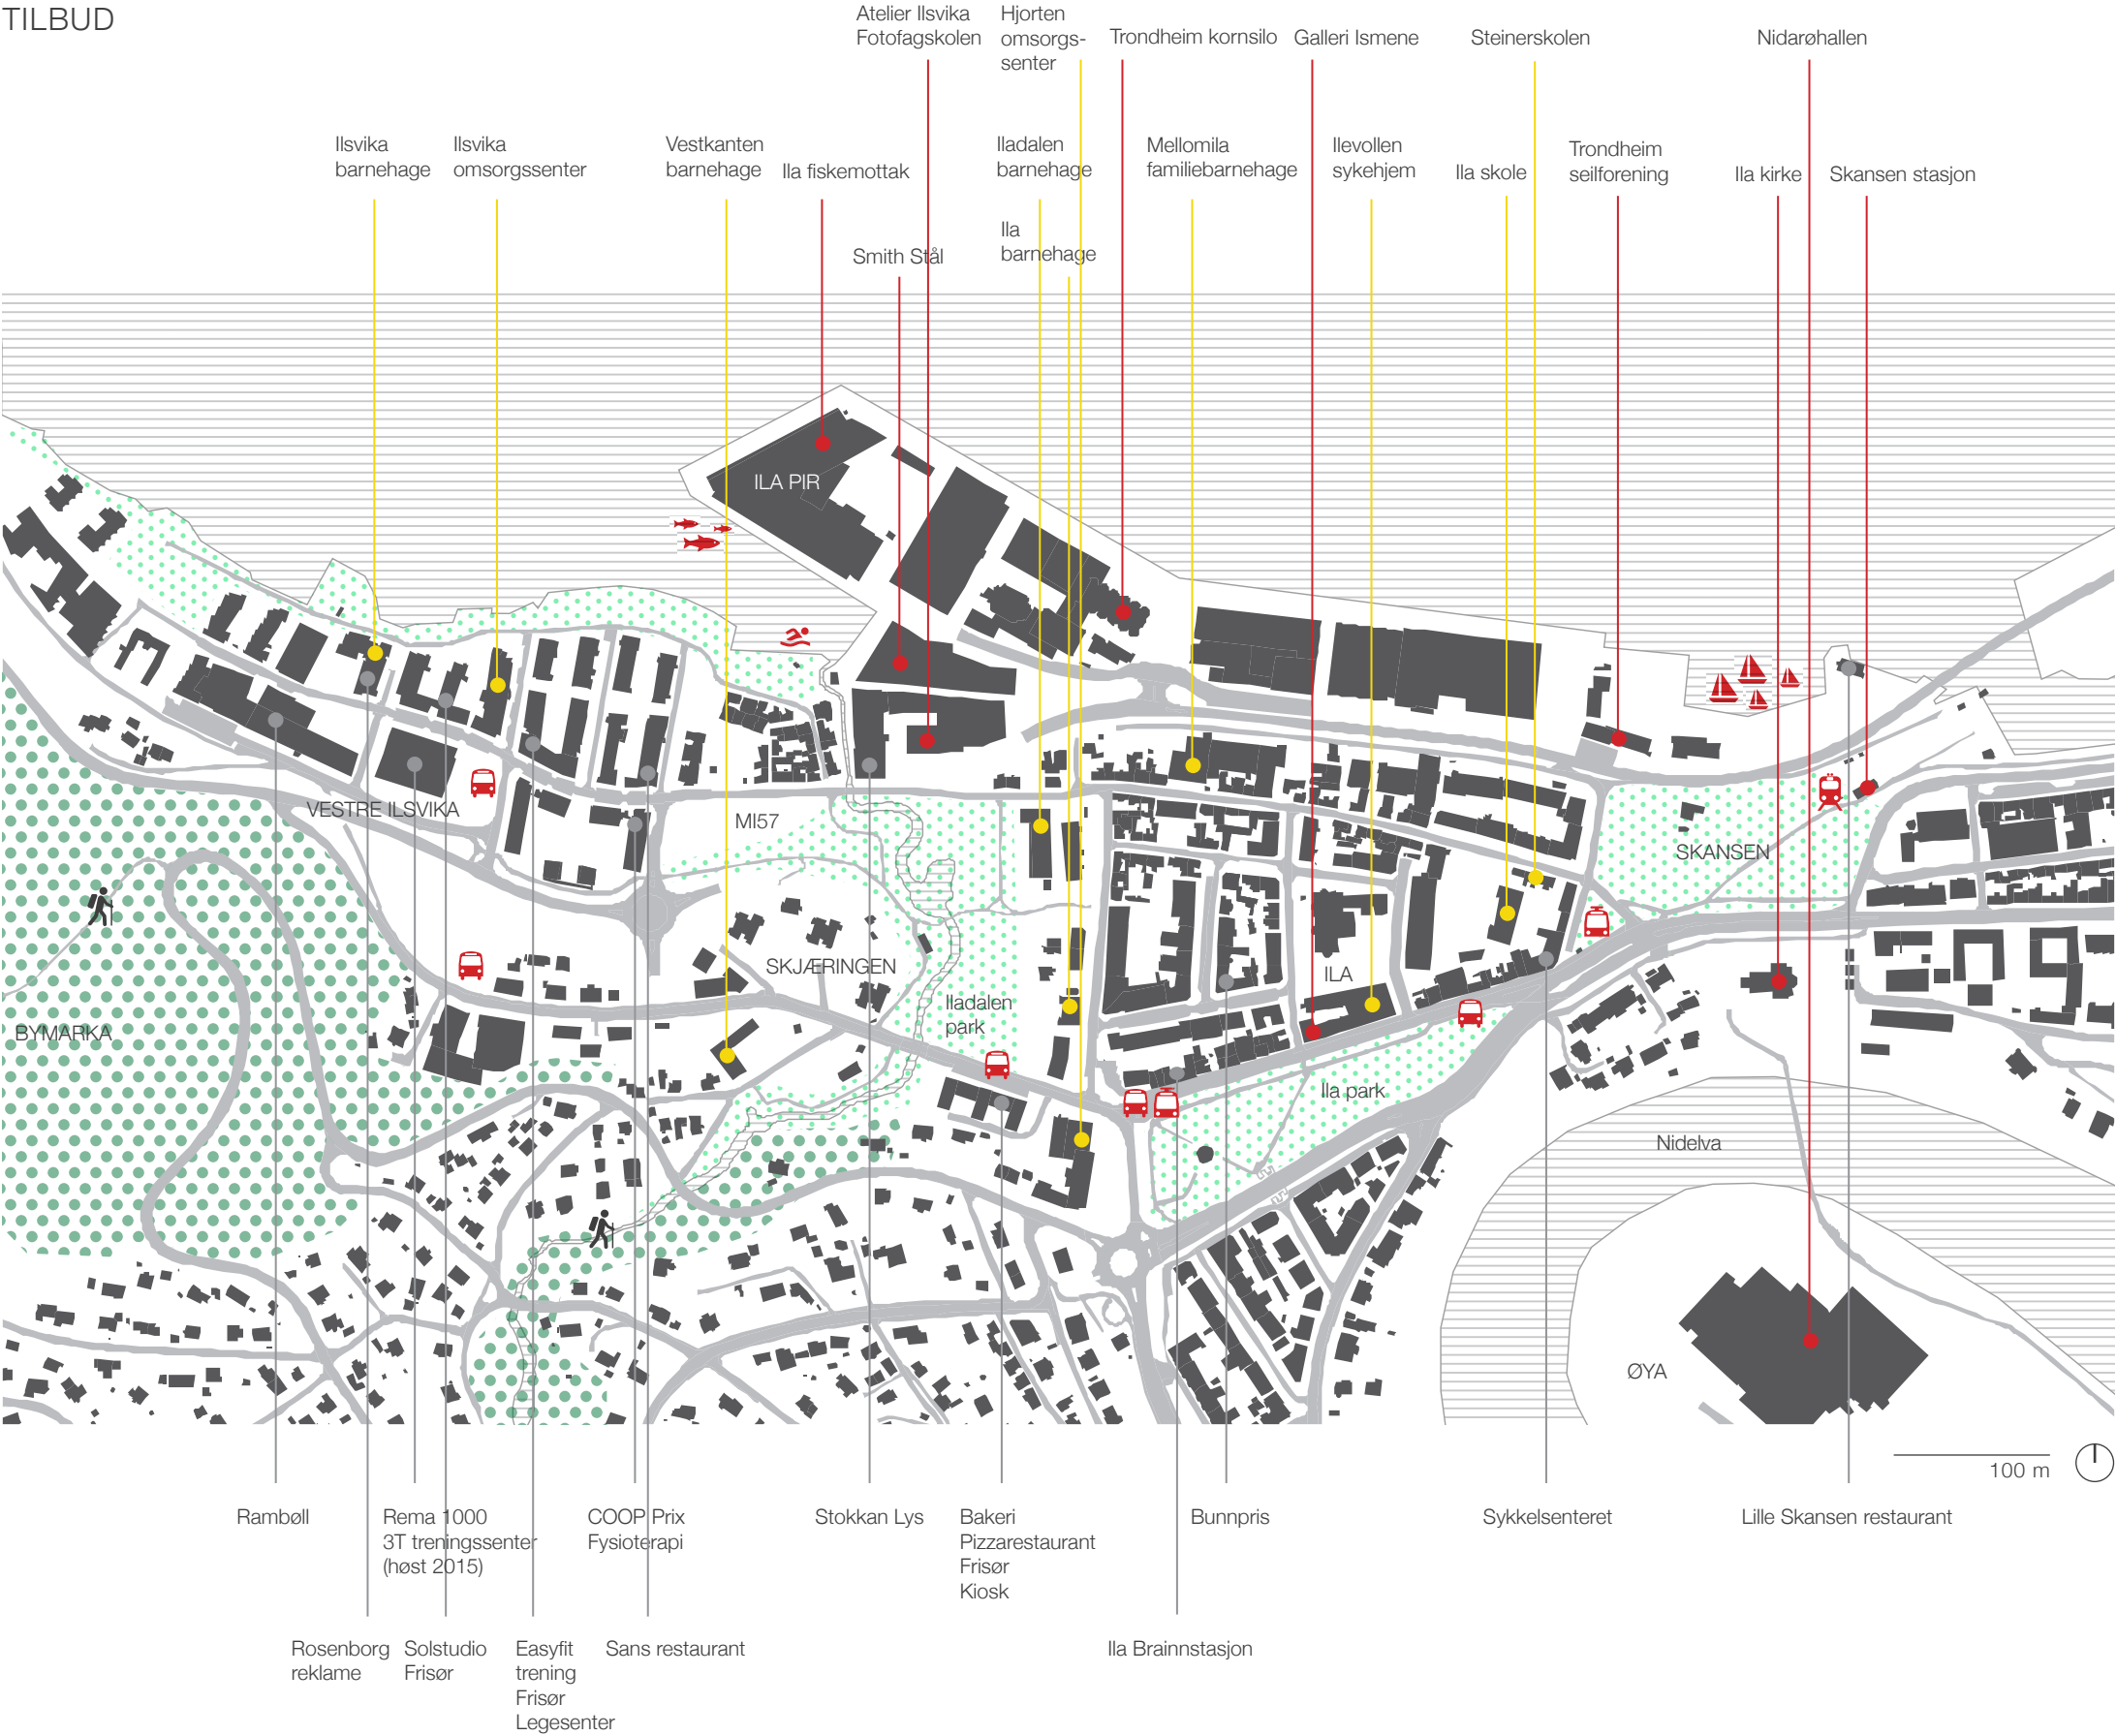 TILBUD
Atelier Ilsvika
Fotofagskolen
Hjorten
omsorgs-
senter
Trondheim kornsilo
Galleri Ismene
Steinerskolen
Nidarøhallen
Ilsvika
barnehage
Ilsvika
omsorgssenter
Vestkanten
barnehage
Ila fiskemottak
Iladalen
barnehage
Mellomila
familiebarnehage
Ilevollen
sykehjem
Ila skole
Trondheim
seilforening
Ila kirke
Skansen stasjon
Ila
barnehage
Smith Stål
ILA PIR
VESTRE ILSVIKA
MI57
SKANSEN
SKJÆRINGEN
ILA
Iladalen
park
BYMARKA
Ila park
Nidelva
ØYA
100 m
Rambøll
Rema 1000
3T treningssenter
(høst 2015)
COOP Prix
Fysioterapi
Stokkan Lys
Bakeri
Pizzarestaurant
Frisør
Kiosk
Bunnpris
Sykkelsenteret
Lille Skansen restaurant
Rosenborg
reklame
Solstudio
Frisør
Easyfit
trening
Frisør
Legesenter
Sans restaurant
Ila Brainnstasjon